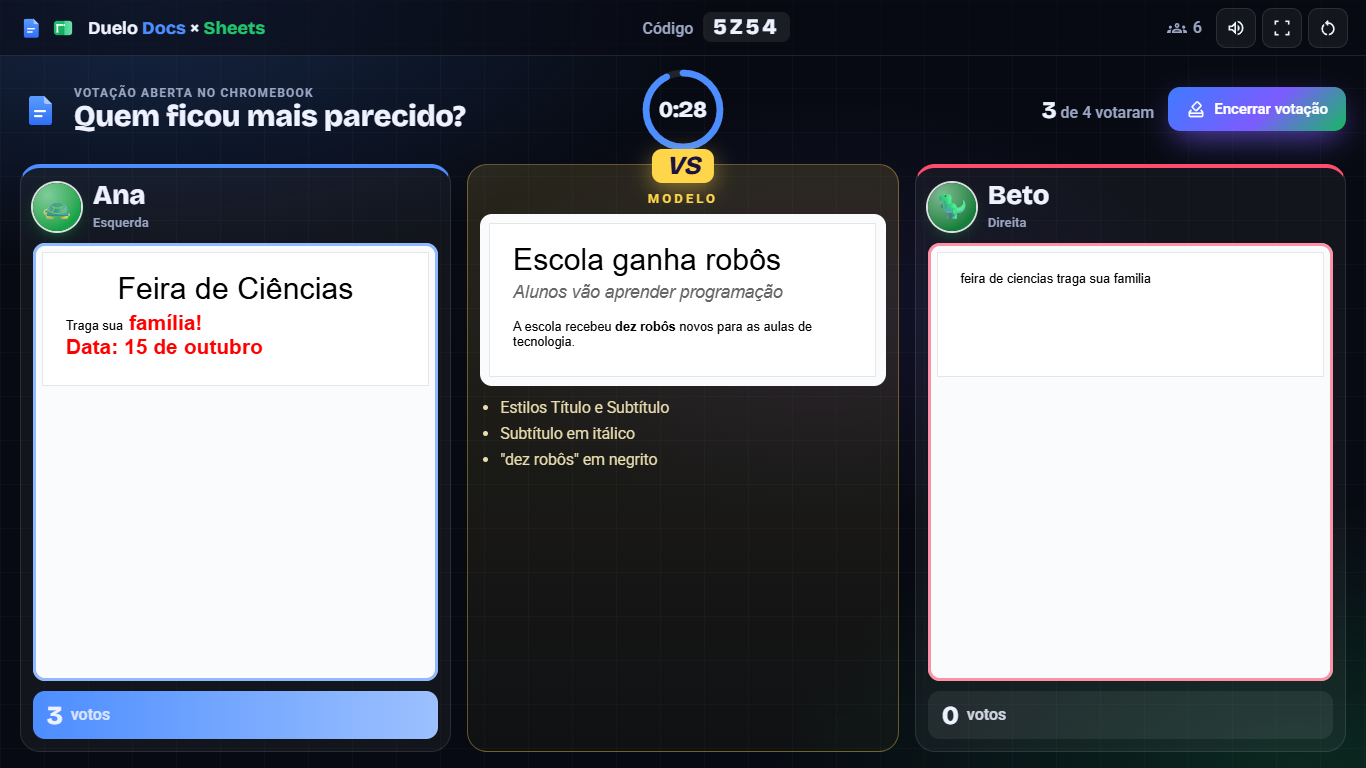 Duelo Docs × Sheets
Código 5Z54
6
VOTAÇÃO ABERTA NO CHROMEBOOK
Quem ficou mais parecido?
0:28
3 de 4 votaram
Encerrar votação
Ana
Esquerda
Feira de Ciências
Traga sua família!
Data: 15 de outubro
3 votos
VS
MODELO
Escola ganha robôs
Alunos vão aprender programação
A escola recebeu dez robôs novos para as aulas de
tecnologia.
• Estilos Título e Subtítulo
• Subtítulo em itálico
• "dez robôs" em negrito
Beto
Direita
feira de ciencias traga sua familia
0 votos